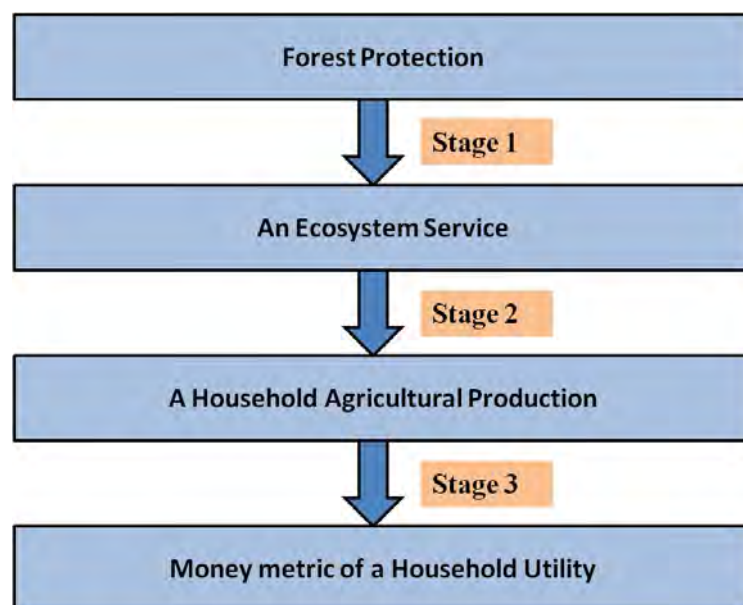 Forest Protection
Stage 1
An Ecosystem Service
Stage 2
A Household Agricultural Production
Stage 3
Money metric of a Household Utility